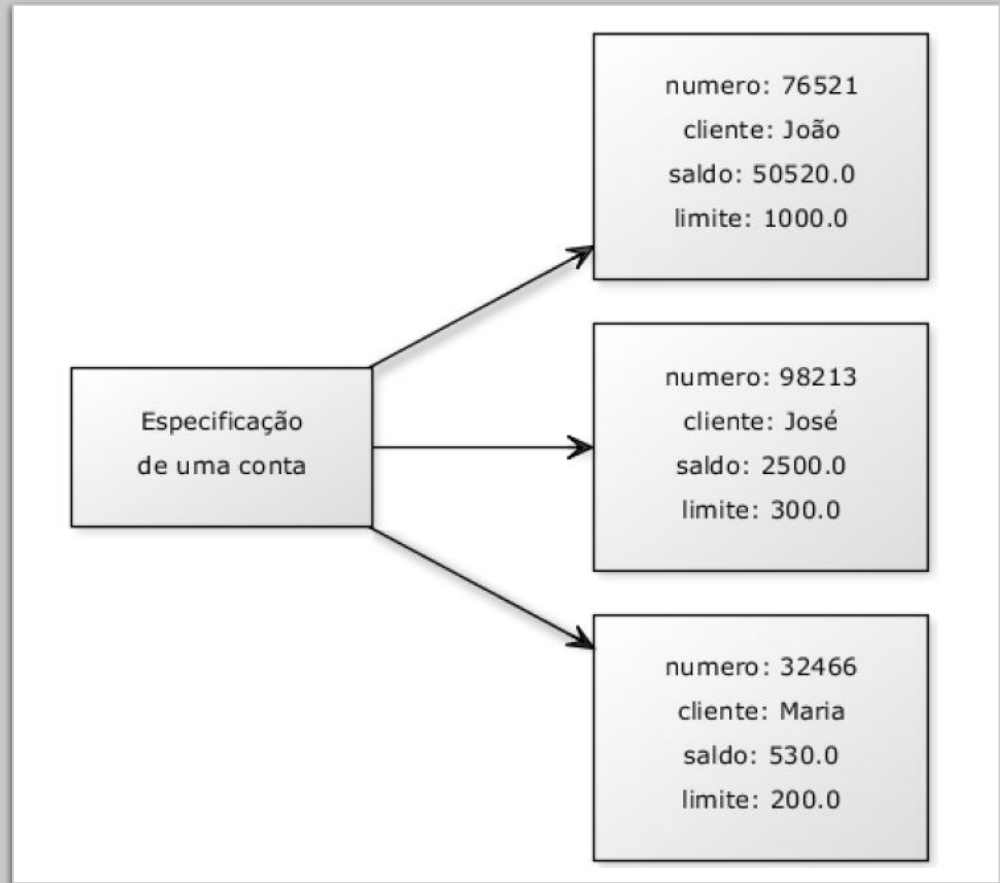 numero: 76521
cliente: João
saldo: 50520.0
limite: 1000.0
Especificação
de uma conta
numero: 98213
cliente: José
saldo: 2500.0
limite: 300.0
numero: 32466
cliente: Maria
saldo: 530.0
limite: 200.0